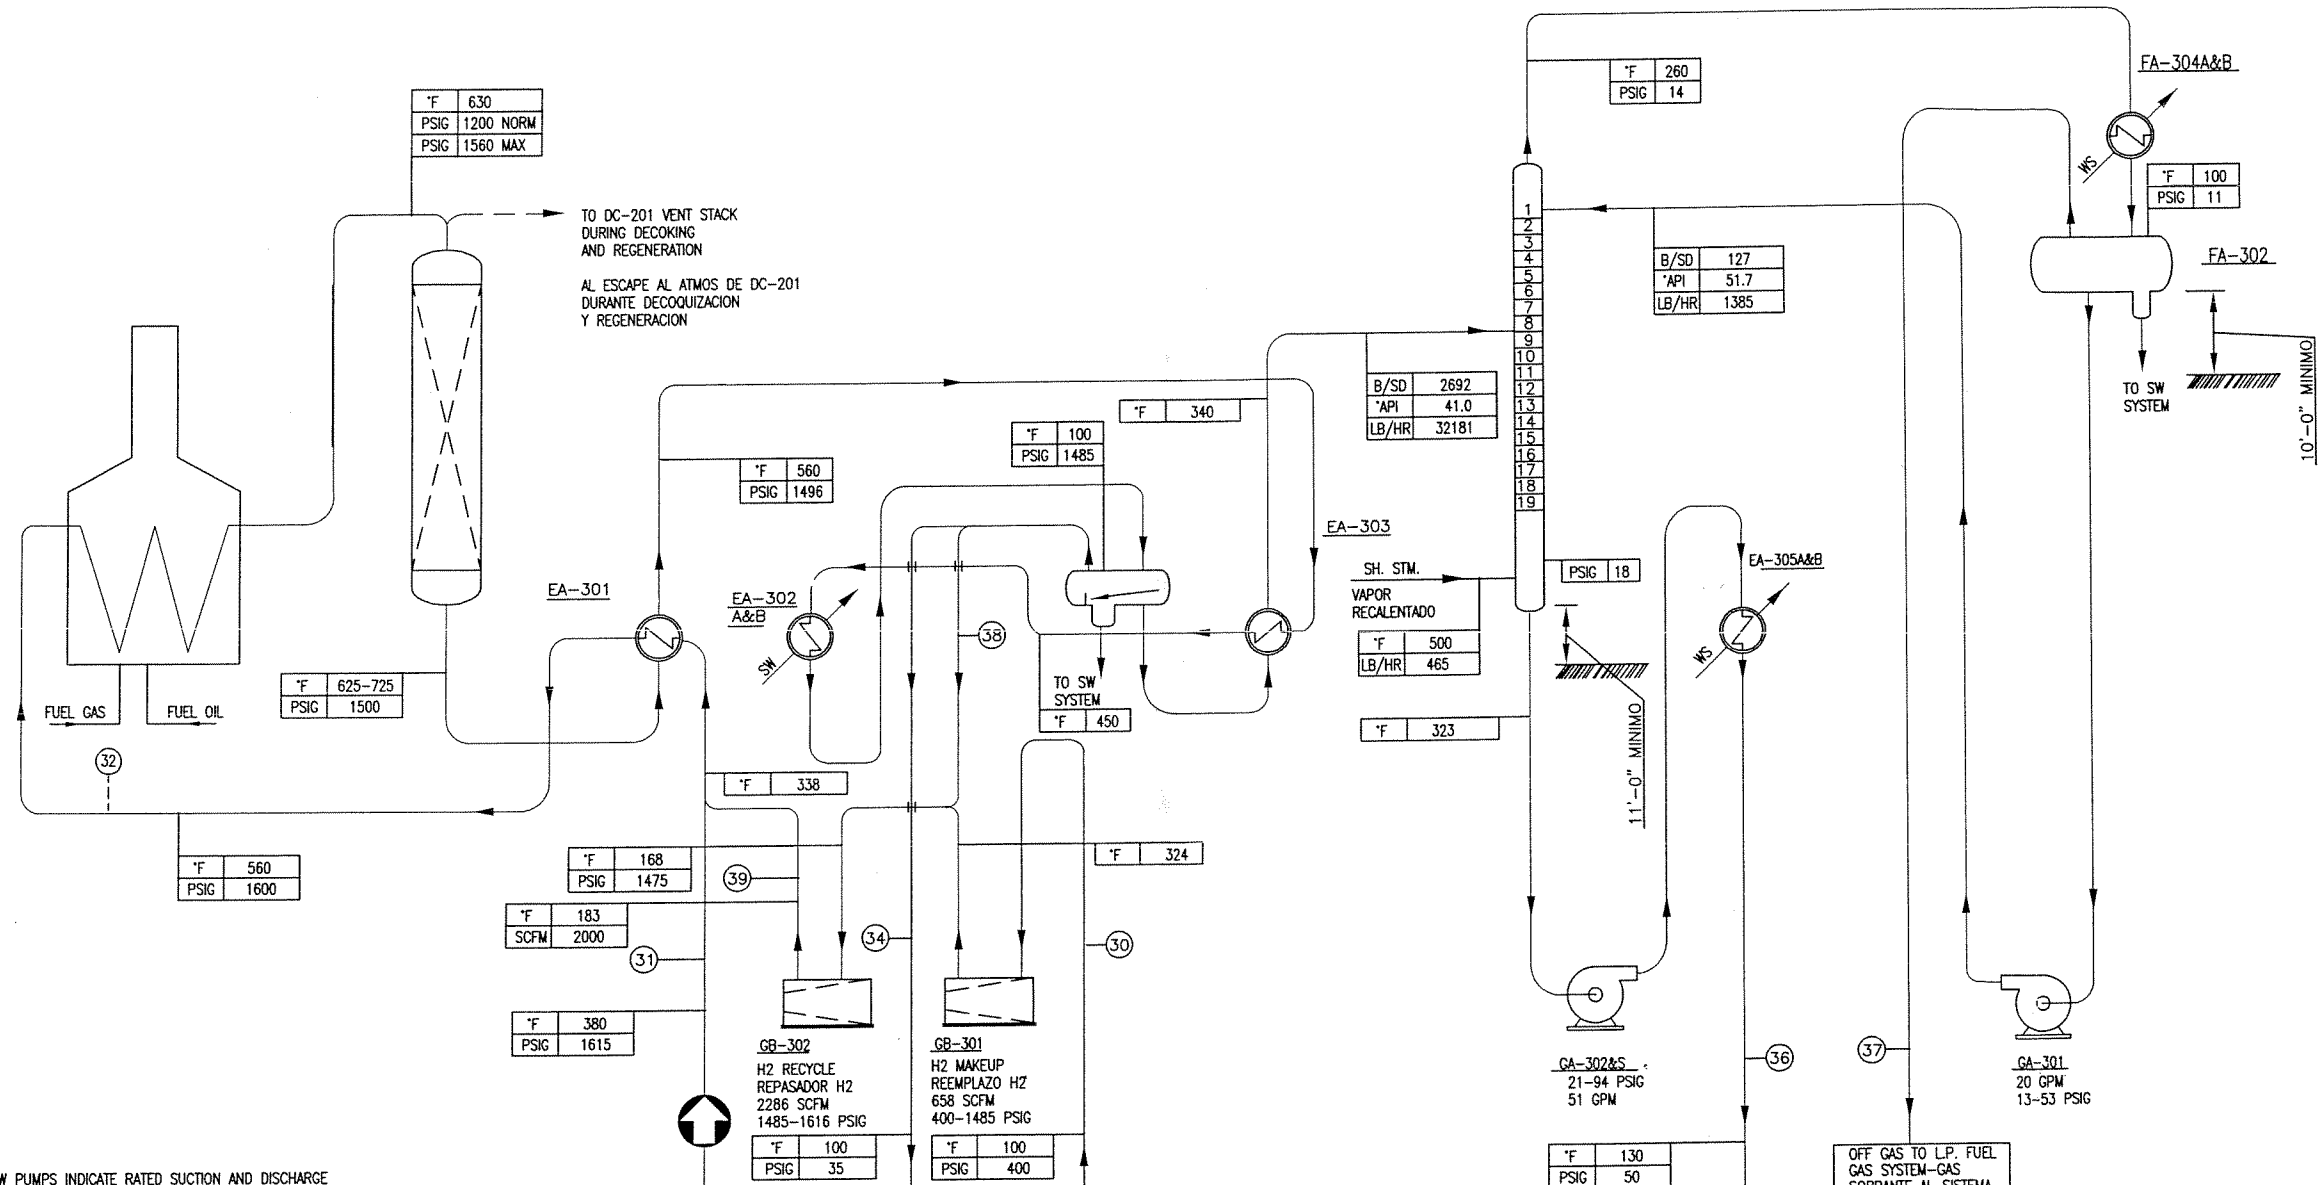 °F 630
PSIG 1200 NORM
PSIG 1560 MAX
TO DC-201 VENT STACK
DURING DECOKING
AND REGENERATION
AL ESCAPE AL ATMOS DE DC-201
DURANTE DECOQUIZACION
Y REGENERACION
FUEL GAS
FUEL OIL
32
°F 560
PSIG 1600
°F 625-725
PSIG 1500
EA-301
°F 560
PSIG 1496
EA-302
A&B
SW
°F 100
PSIG 1485
°F 340
EA-303
38
TO SW
SYSTEM
°F 450
°F 338
°F 168
PSIG 1475
39
°F 183
SCFM 2000
31
°F 380
PSIG 1615
°F 324
34
30
GB-302
H2 RECYCLE
REPASADOR H2
2286 SCFM
1485-1616 PSIG
°F 100
PSIG 35
GB-301
H2 MAKEUP
REEMPLAZO H2
658 SCFM
400-1485 PSIG
°F 100
PSIG 400
°F 260
PSIG 14
FA-304A&B
WS
°F 100
PSIG 11
FA-302
TO SW
SYSTEM
10'-0" MINIMO
B/SD 127
°API 51.7
LB/HR 1385
B/SD 2692
°API 41.0
LB/HR 32181
1
2
3
4
5
6
7
8
9
10
11
12
13
14
15
16
17
18
19
PSIG 18
SH. STM.
VAPOR
RECALENTADO
°F 500
LB/HR 465
°F 323
11'-0" MINIMO
EA-305A&B
WS
GA-302&S
21-94 PSIG
51 GPM
36
°F 130
PSIG 50
37
GA-301
20 GPM
13-53 PSIG
OFF GAS TO L.P. FUEL
GAS SYSTEM-GAS
SOBRANTE AL SISTEMA
W PUMPS INDICATE RATED SUCTION AND DISCHARGE